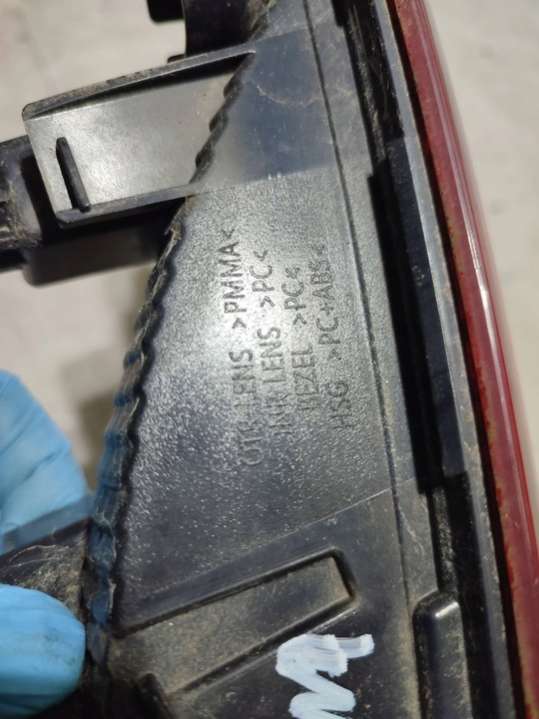 OTR LENS >PMMA<
INR LENS >PC<
BEZEL >PC<
HSG >PC+ABS<